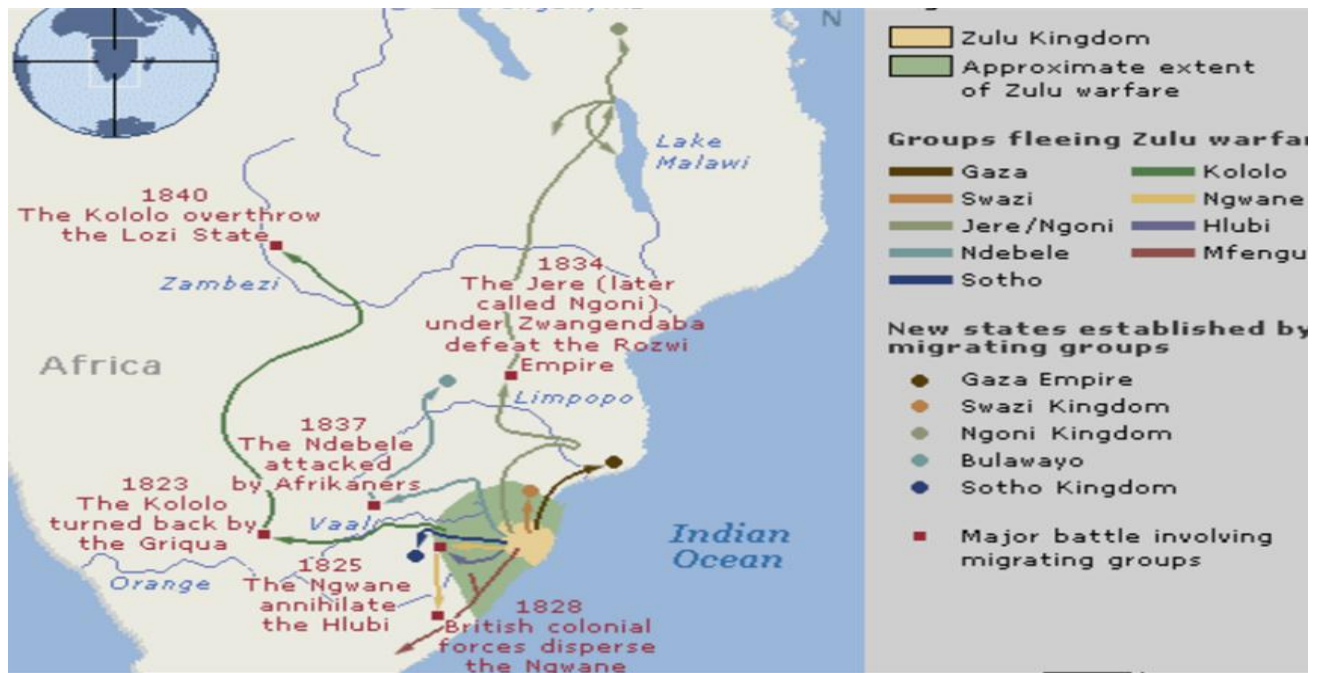 N
Lake
Malawi
1840
The Kololo overthrow
the Lozi State
Zambezi
1834
The Jere (later
called Ngoni)
under Zwangendaba
defeat the Rozwi
Empire
Africa
Limpopo
1837
The Ndebele
attacked
by Afrikaners
1823
The Kololo
turned back by
the Griqua
Vaal
Indian
Ocean
Orange
1825
The Ngwane
annihilate
the Hlubi
1828
British colonial
forces disperse
the Ngwane
Zulu Kingdom
Approximate extent
of Zulu warfare
Groups fleeing Zulu warfar
Gaza
Kololo
Swazi
Ngwane
Jere/Ngoni
Hlubi
Ndebele
Mfengu
Sotho
New states established by
migrating groups
Gaza Empire
Swazi Kingdom
Ngoni Kingdom
Bulawayo
Sotho Kingdom
Major battle involving
migrating groups